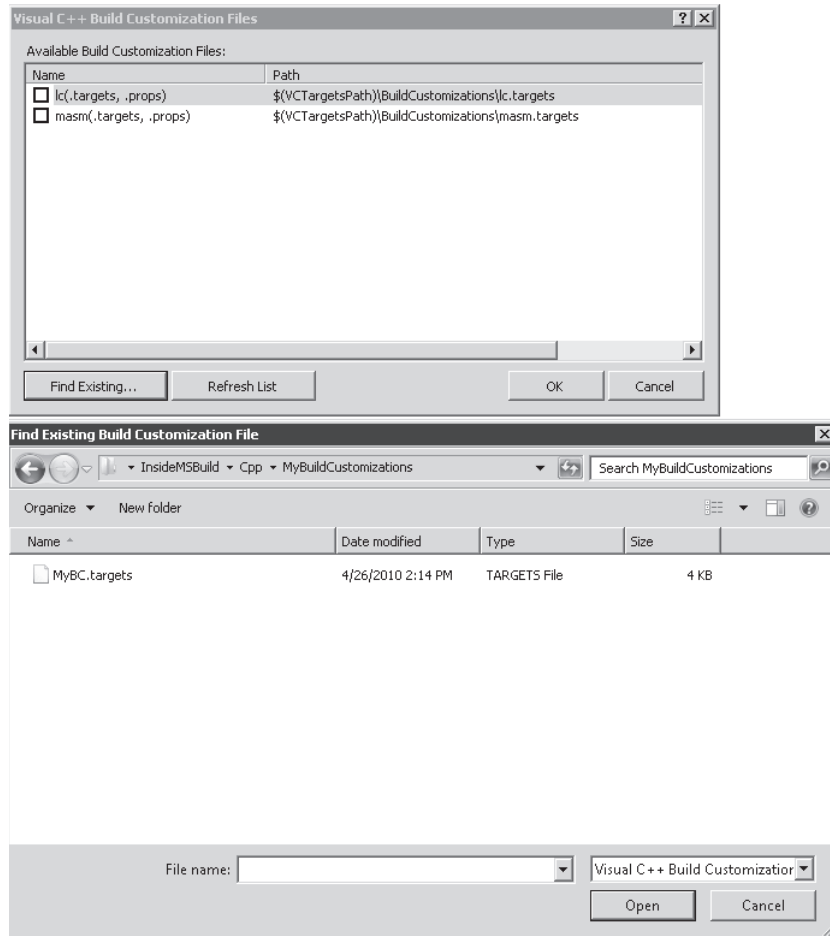 Visual C++ Build Customization Files
Available Build Customization Files:
Name Path
lc(.targets, .props) $(VCTargetsPath)\BuildCustomizations\lc.targets
masm(.targets, .props) $(VCTargetsPath)\BuildCustomizations\masm.targets
Find Existing... Refresh List OK Cancel
Find Existing Build Customization File
InsideMSBuild Cpp MyBuildCustomizations Search MyBuildCustomizations
Organize New folder
Name Date modified Type Size
MyBC.targets 4/26/2010 2:14 PM TARGETS File 4 KB
File name: Visual C++ Build Customization
Open Cancel